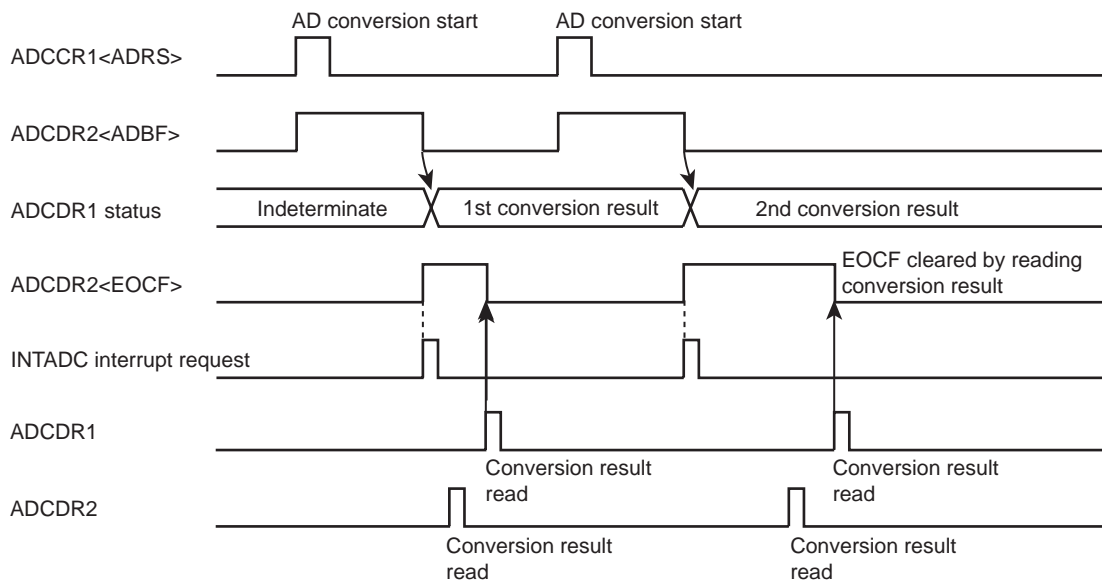 AD conversion start
AD conversion start
ADCCR1<ADRS>
ADCDR2<ADBF>
ADCDR1 status
Indeterminate
1st conversion result
2nd conversion result
ADCDR2<EOCF>
EOCF cleared by reading
conversion result
INTADC interrupt request
ADCDR1
Conversion result
read
Conversion result
read
ADCDR2
Conversion result
read
Conversion result
read